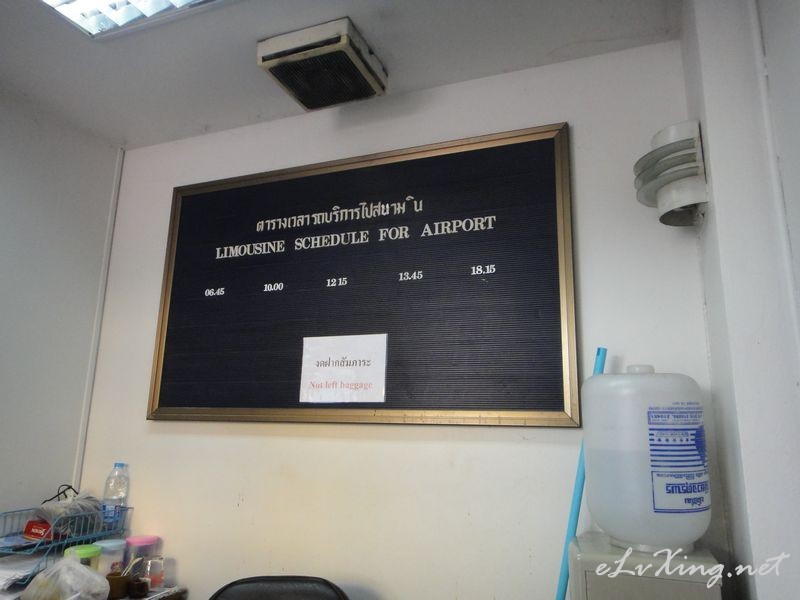 ตารางเวลารถบริการไปสนามิน
LIMOUSINE SCHEDULE FOR AIRPORT
06.45 10.00 12 15 13.45 18.15
งดฝากสัมภาระ
Not left baggage
eLvXing.net